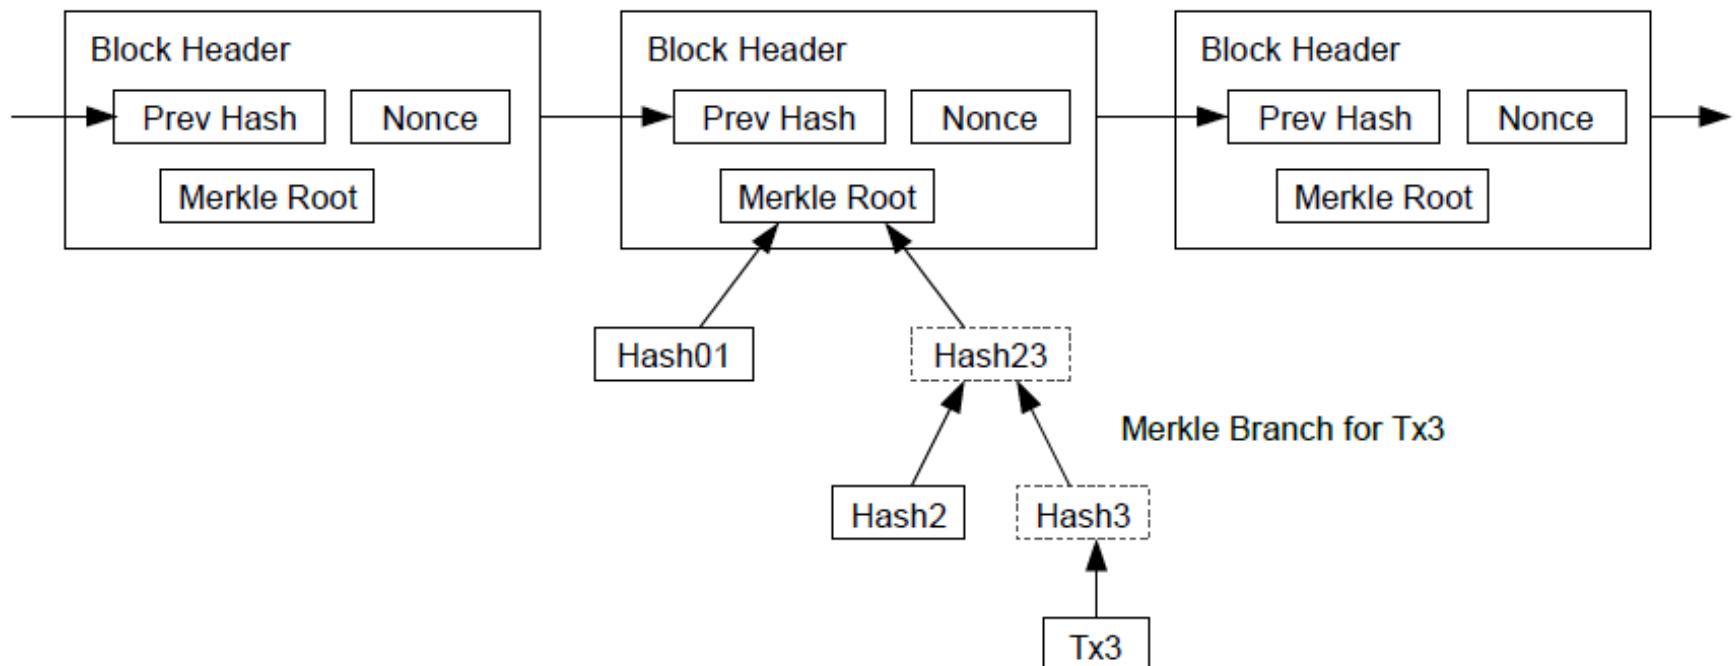 Block Header
Block Header
Block Header
Prev Hash
Nonce
Prev Hash
Nonce
Prev Hash
Nonce
Merkle Root
Merkle Root
Merkle Root
Hash01
Hash23
Merkle Branch for Tx3
Hash2
Hash3
Tx3